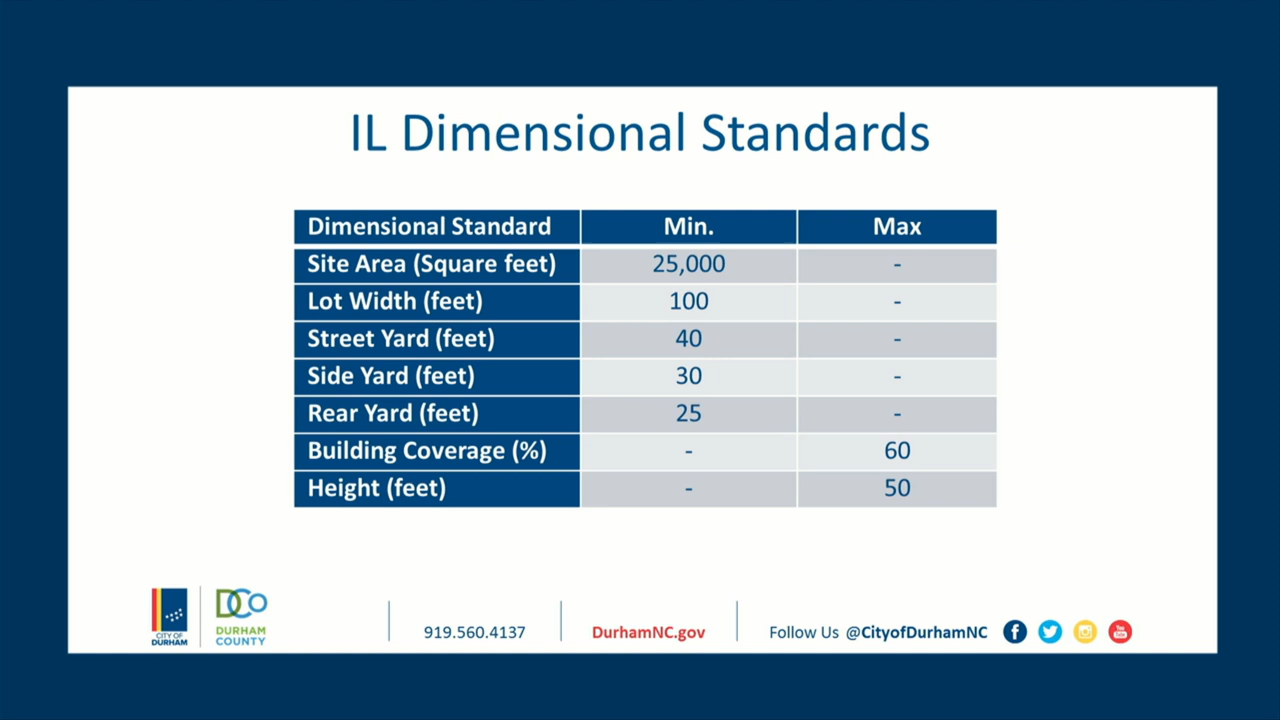 IL Dimensional Standards
Dimensional Standard Min. Max
Site Area (Square feet) 25,000 -
Lot Width (feet) 100 -
Street Yard (feet) 40 -
Side Yard (feet) 30 -
Rear Yard (feet) 25 -
Building Coverage (%) - 60
Height (feet) - 50
CITY OF
DURHAM
DCo
DURHAM
COUNTY
919.560.4137
DurhamNC.gov
Follow Us @CityofDurhamNC
f
You
Tube